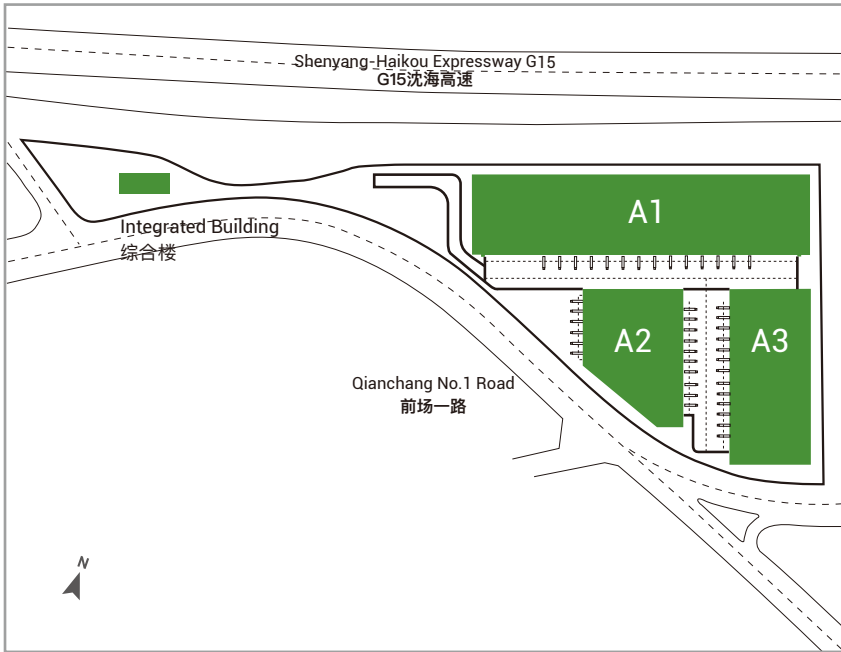 Shenyang-Haikou Expressway G15
G15沈海高速
A1
Integrated Building
综合楼
A2
A3
Qianchang No.1 Road
前场一路
N